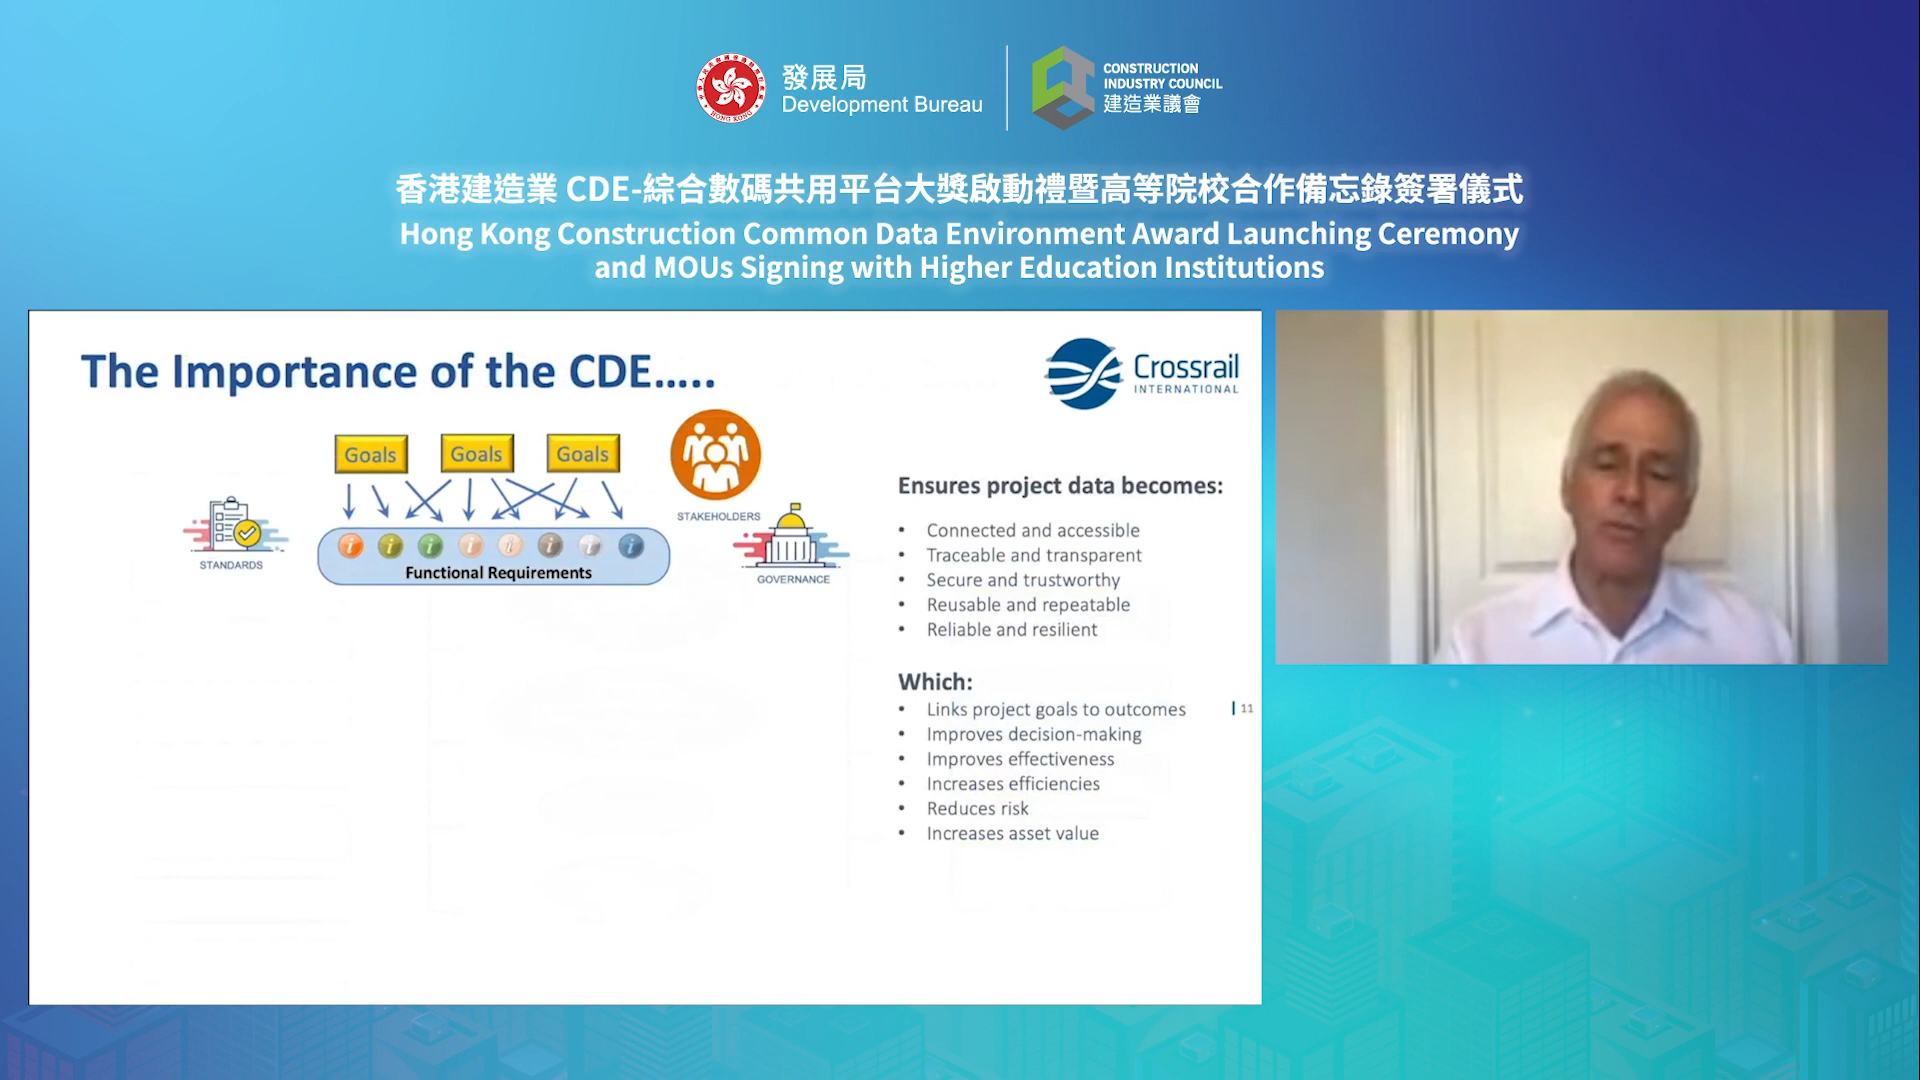 發展局
Development Bureau
HONG KONG
CONSTRUCTION
INDUSTRY COUNCIL
建造業議會
香港建造業 CDE-綜合數碼共用平台大獎啟動禮暨高等院校合作備忘錄簽署儀式
Hong Kong Construction Common Data Environment Award Launching Ceremony
and MOUs Signing with Higher Education Institutions
The Importance of the CDE.....
Crossrail
INTERNATIONAL
Goals
Goals
Goals
STAKEHOLDERS
STANDARDS
Functional Requirements
GOVERNANCE
Ensures project data becomes:
• Connected and accessible
• Traceable and transparent
• Secure and trustworthy
• Reusable and repeatable
• Reliable and resilient
Which:
• Links project goals to outcomes
• Improves decision-making
• Improves effectiveness
• Increases efficiencies
• Reduces risk
• Increases asset value
11